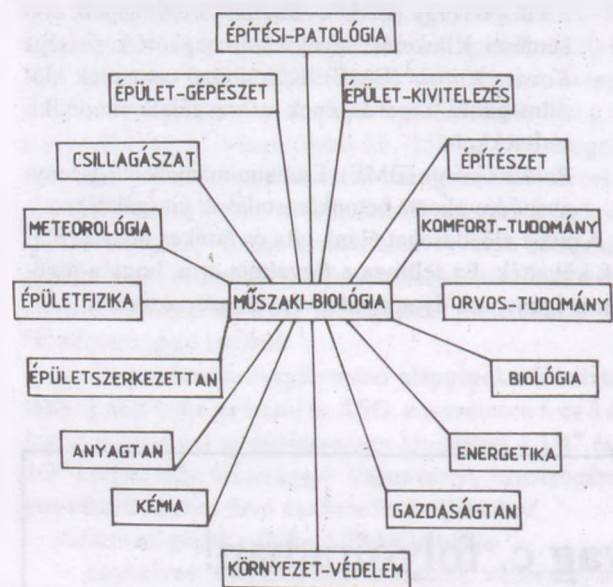 ÉPÍTÉSI-PATOLÓGIA
ÉPÜLET-GÉPÉSZET
ÉPÜLET-KIVITELEZÉS
CSILLAGÁSZAT
ÉPÍTÉSZET
METEOROLÓGIA
KOMFORT-TUDOMÁNY
ÉPÜLETFIZIKA
MŰSZAKI-BIOLÓGIA
ORVOS-TUDOMÁNY
ÉPÜLETSZERKEZETTAN
BIOLÓGIA
ANYAGTAN
ENERGETIKA
KÉMIA
GAZDASÁGTAN
KÖRNYEZET-VÉDELEM